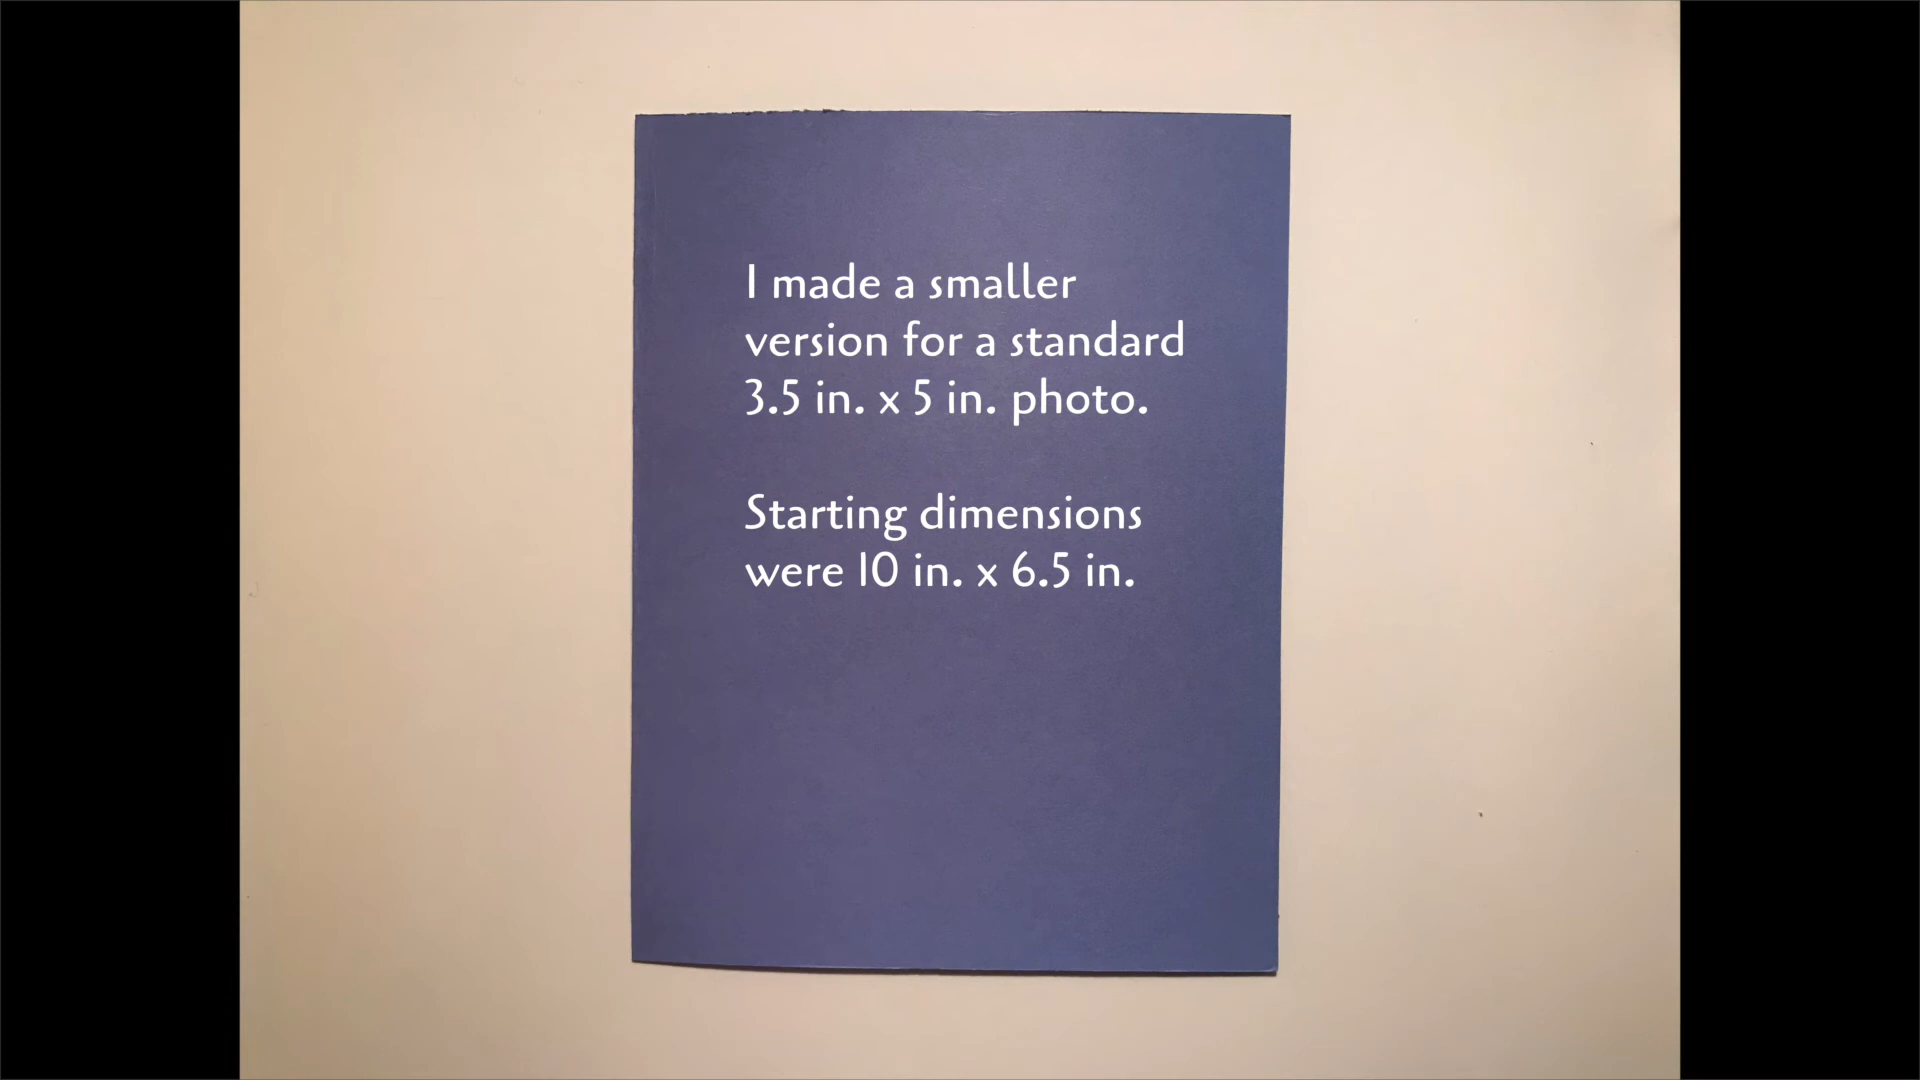 I made a smaller
version for a standard
3.5 in. x 5 in. photo.
Starting dimensions
were 10 in. x 6.5 in.